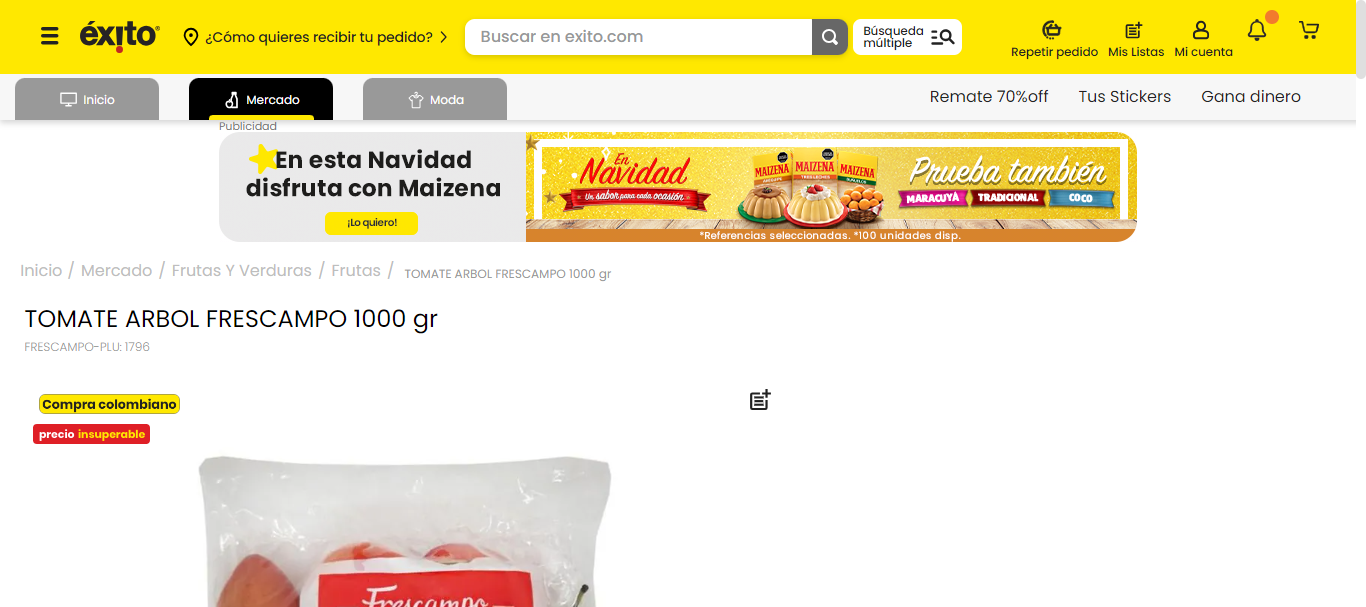 éxito
¿Cómo quieres recibir tu pedido?
Buscar en exito.com
Búsqueda
múltiple
Repetir pedido
Mis Listas
Mi cuenta
Inicio
Mercado
Moda
Remate 70%off
Tus Stickers
Gana dinero
Publicidad
En esta Navidad
disfruta con Maizena
¡Lo quiero!
En
Navidad
Un sabor para cada ocasión
MAIZENA
MAIZENA
MAIZENA
Prueba también
MARACUYÁ
TRADICIONAL
COCO
*Referencias seleccionadas. *100 unidades disp.
Inicio / Mercado / Frutas Y Verduras / Frutas / TOMATE ARBOL FRESCAMPO 1000 gr
TOMATE ARBOL FRESCAMPO 1000 gr
FRESCAMPO-PLU: 1796
Compra colombiano
precio insuperable
Frescampo